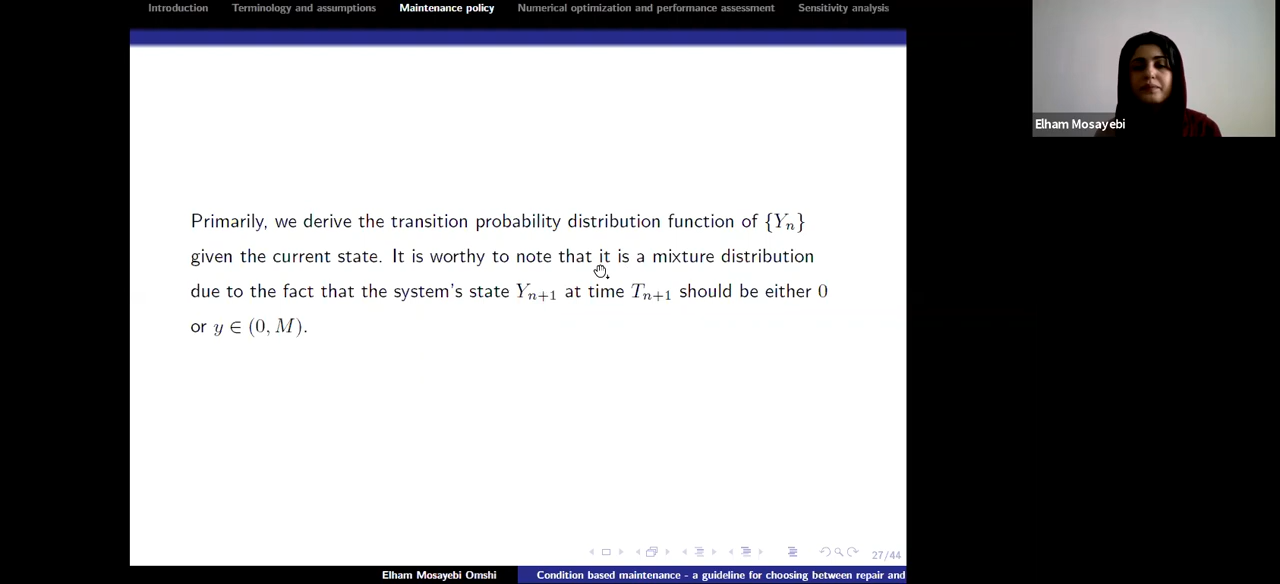 Introduction Terminology and assumptions Maintenance policy Numerical optimization and performance assessment Sensitivity analysis
Elham Mosayebi
Primarily, we derive the transition probability distribution function of {Yₙ}
given the current state. It is worthy to note that it is a mixture distribution
due to the fact that the system's state Yₙ₊₁ at time Tₙ₊₁ should be either 0
or y ∈ (0, M).
27/44
Elham Mosayebi Omshi Condition based maintenance - a guideline for choosing between repair and